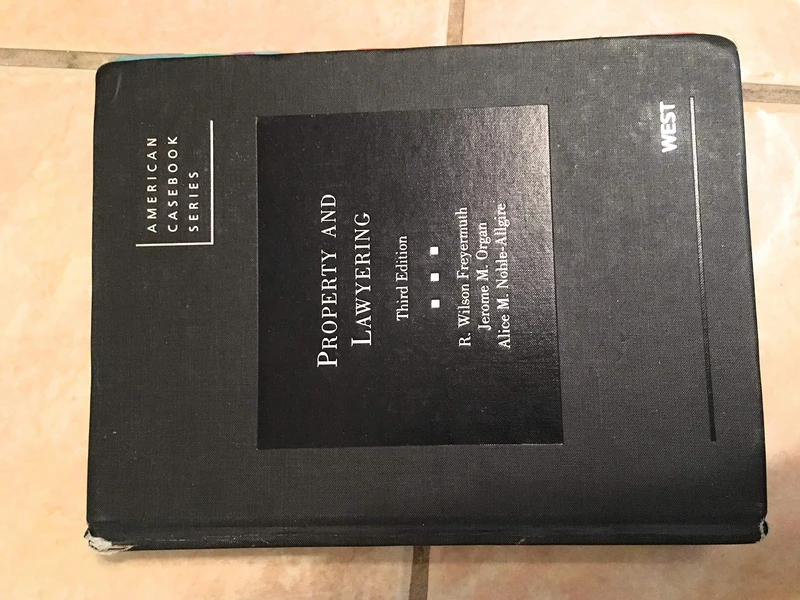 AMERICAN
CASEBOOK
SERIES
PROPERTY AND
LAWYERING
Third Edition
R. Wilson Freyermuth
Jerome M. Organ
Alice M. Noble-Allgire
WEST